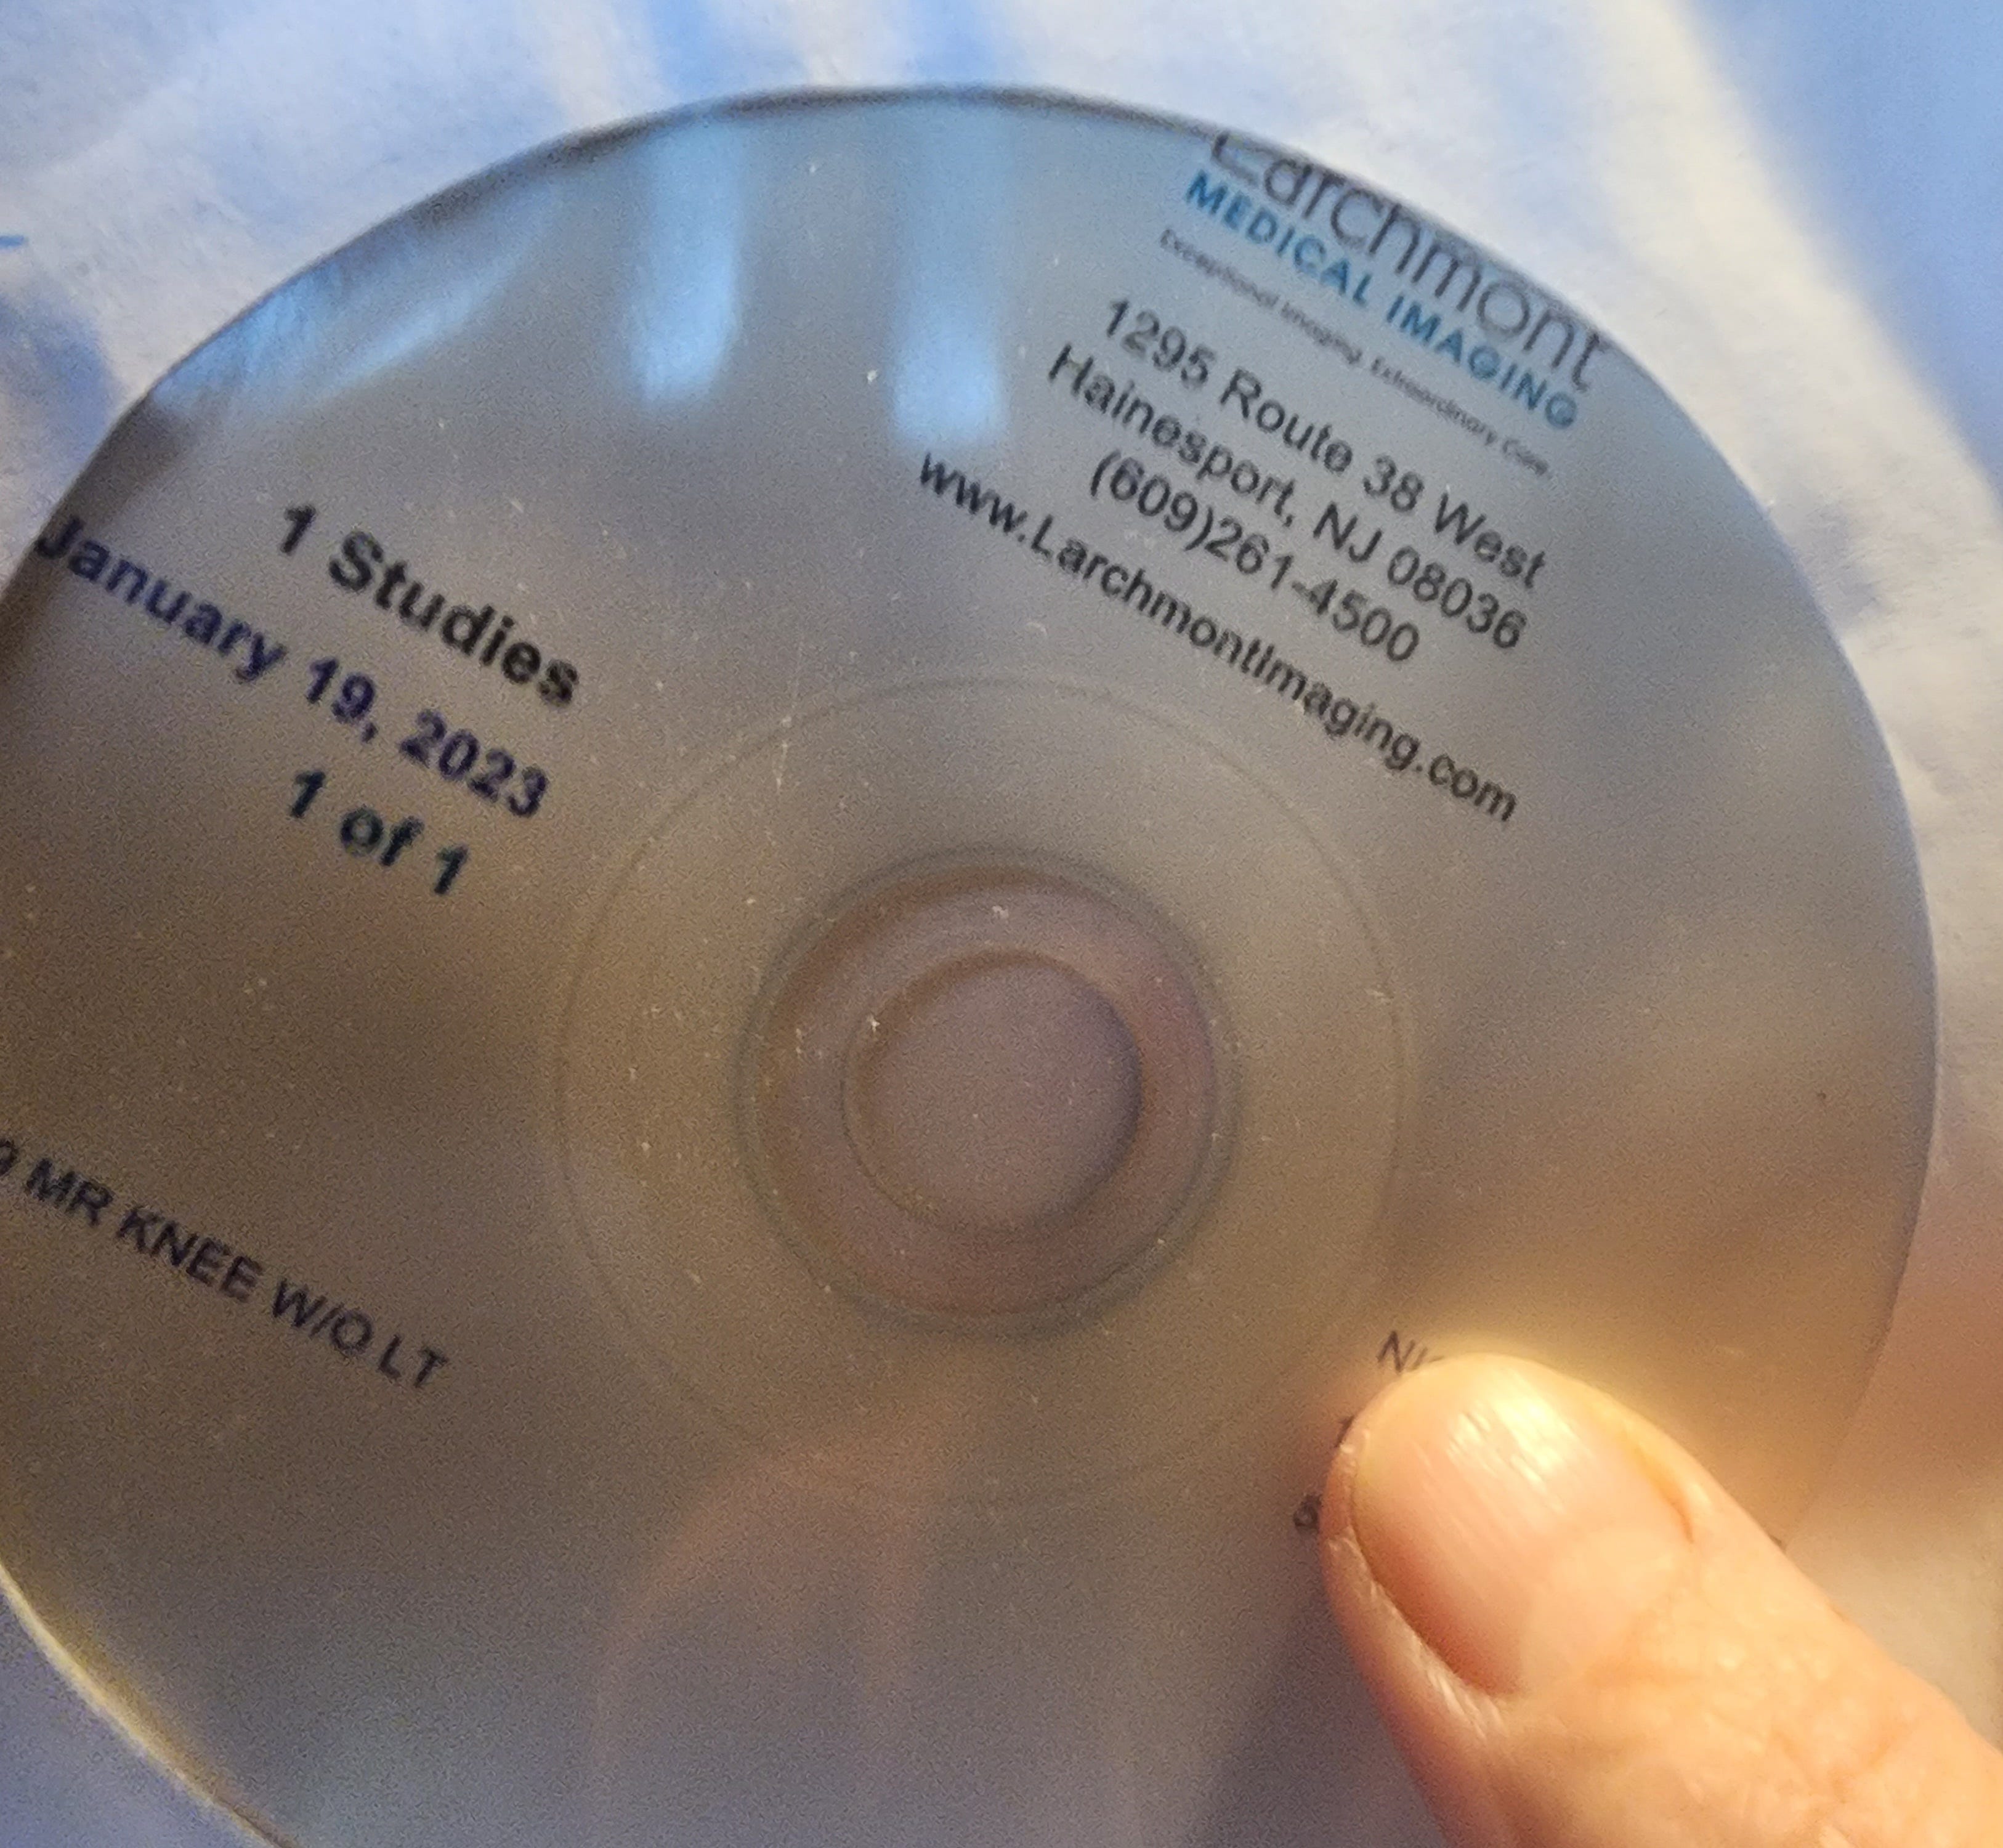 Larchmont
MEDICAL IMAGING
Exceptional Imaging. Extraordinary Care.
1295 Route 38 West
Hainesport, NJ 08036
(609)261-4500
www.LarchmontImaging.com
1 Studies
January 19, 2023
1 of 1
MR KNEE W/O LT